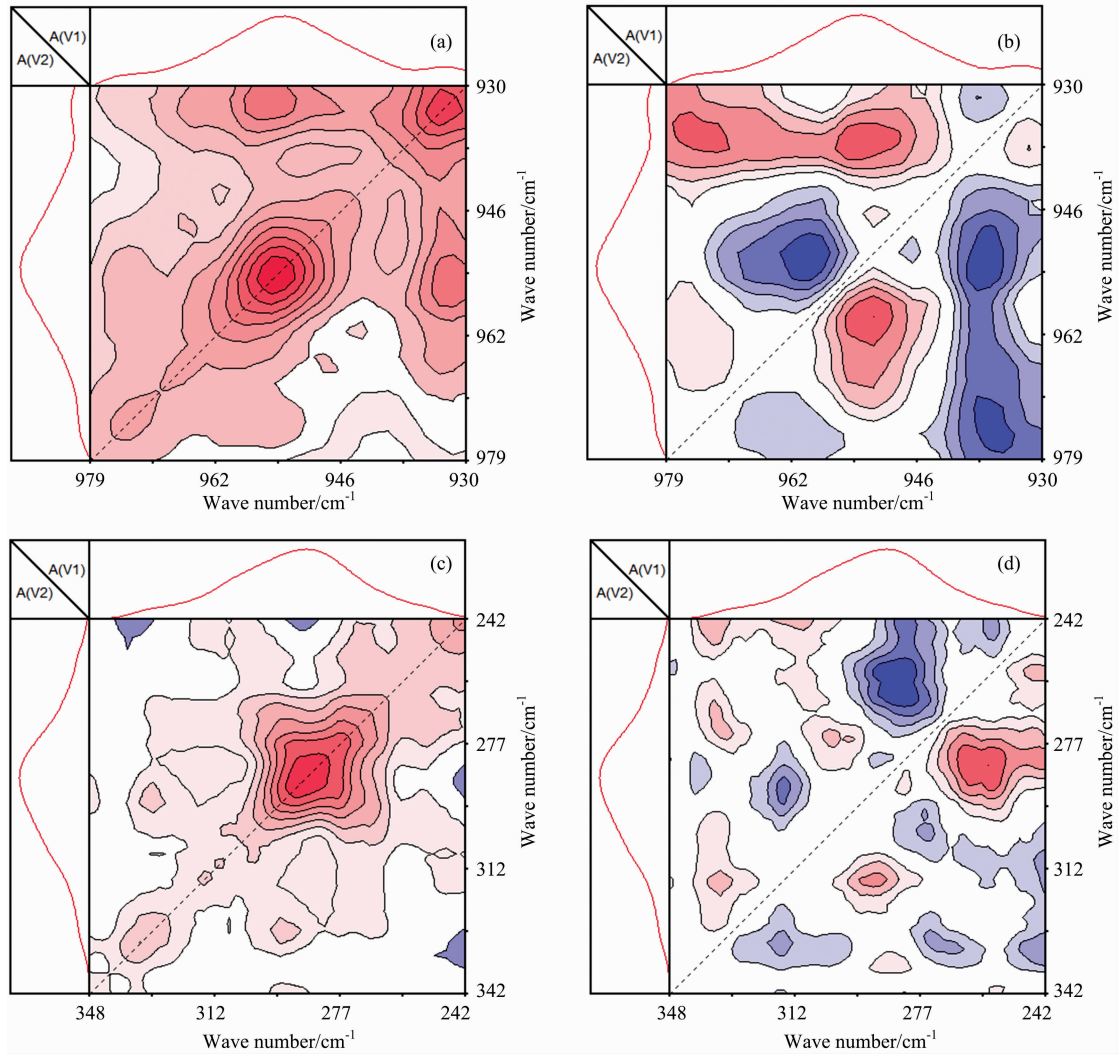 A(V1)
A(V2)
(a)
930
946
962
979
Wave number/cm-1
979
962
946
930
Wave number/cm-1
A(V1)
A(V2)
(b)
930
946
962
979
Wave number/cm-1
979
962
946
930
Wave number/cm-1
A(V1)
A(V2)
(c)
242
277
312
342
Wave number/cm-1
348
312
277
242
Wave number/cm-1
A(V1)
A(V2)
(d)
242
277
312
342
Wave number/cm-1
348
312
277
242
Wave number/cm-1